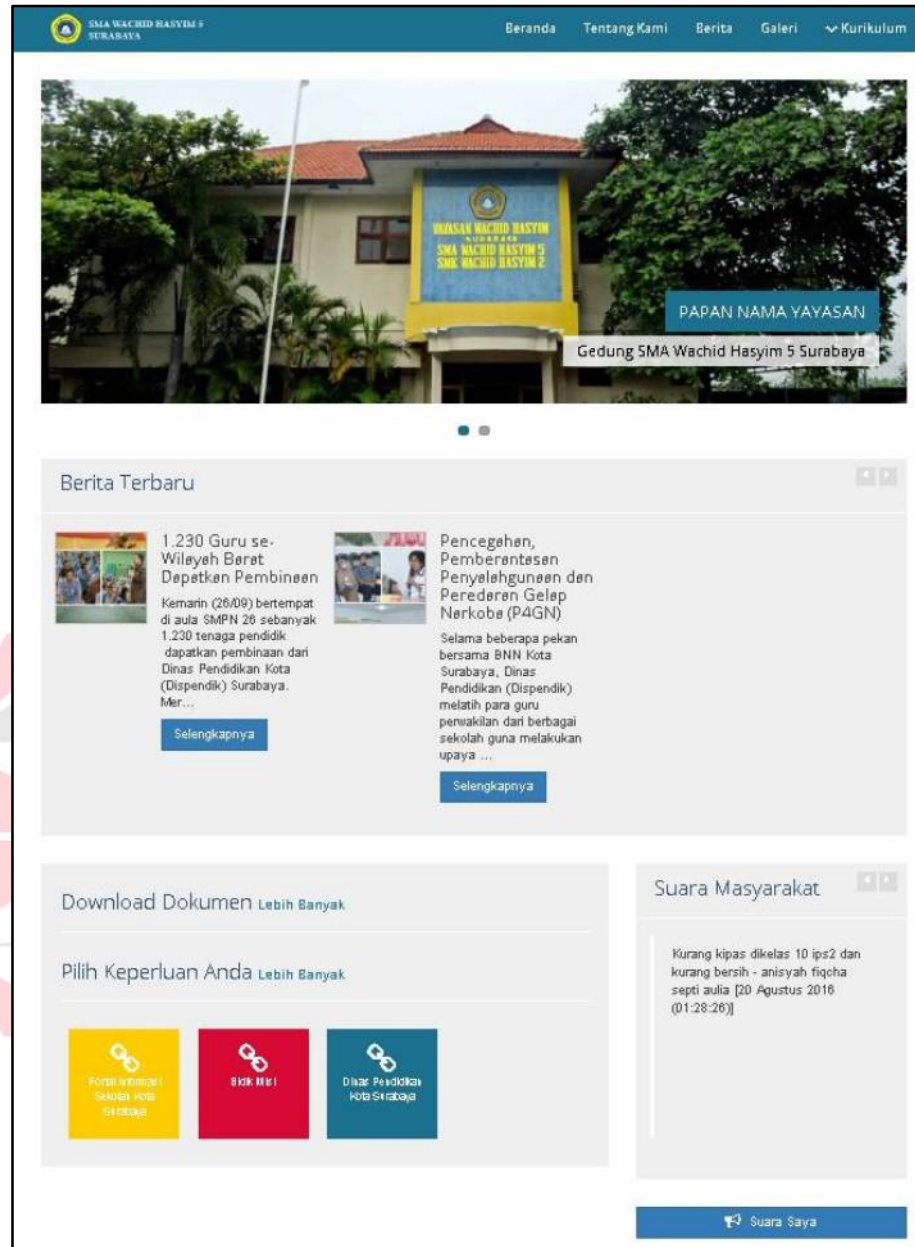 SMA WACHID HASYIM 5
SURABAYA
Beranda Tentang Kami Berita Galeri Kurikulum
YAYASAN WACHID HASYIM
SURABAYA
SMA WACHID HASYIM 5
SMK WACHID HASYIM 2
PAPAN NAMA YAYASAN
Gedung SMA Wachid Hasyim 5 Surabaya
Berita Terbaru
1.230 Guru se-
Wilayah Barat
Dapatkan Pembinaan
Kemarin (26/09) bertempat
di aula SMPN 26 sebanyak
1.230 tenaga pendidik
dapatkan pembinaan dari
Dinas Pendidikan Kota
(Dispendik) Surabaya.
Mer...
Selengkapnya
Pencegahan,
Pemberantasan
Penyalahgunaan dan
Peredaran Gelap
Narkoba (P4GN)
Selama beberapa pekan
bersama BNN Kota
Surabaya, Dinas
Pendidikan (Dispendik)
melatih para guru
perwakilan dari berbagai
sekolah guna melakukan
upaya ...
Selengkapnya
Download Dokumen Lebih Banyak
Pilih Keperluan Anda Lebih Banyak
Portal Informasi
Sekolah Kota
Surabaya
Bidik Misi
Dinas Pendidikan
Kota Surabaya
Suara Masyarakat
Kurang kipas dikelas 10 ips2 dan
kurang bersih - anisyah fiqcha
septi aulia [20 Agustus 2016
(01:28:26)]
Suara Saya